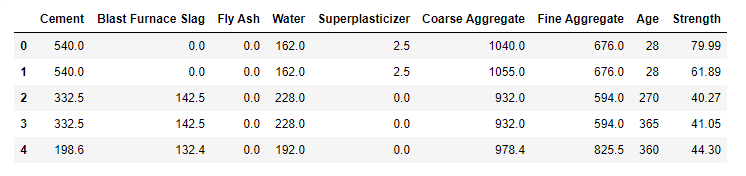 Cement Blast Furnace Slag Fly Ash Water Superplasticizer Coarse Aggregate Fine Aggregate Age Strength
0 540.0 0.0 0.0 162.0 2.5 1040.0 676.0 28 79.99
1 540.0 0.0 0.0 162.0 2.5 1055.0 676.0 28 61.89
2 332.5 142.5 0.0 228.0 0.0 932.0 594.0 270 40.27
3 332.5 142.5 0.0 228.0 0.0 932.0 594.0 365 41.05
4 198.6 132.4 0.0 192.0 0.0 978.4 825.5 360 44.30